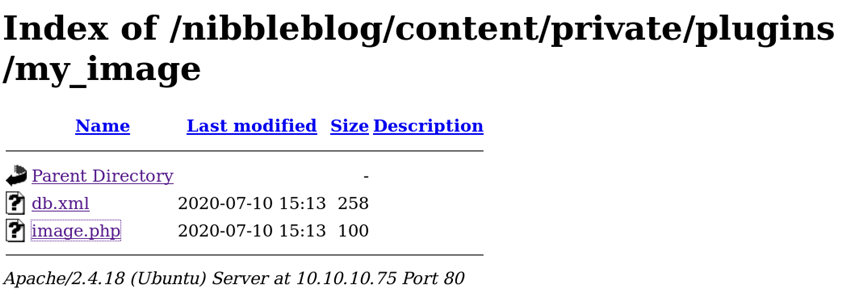 Index of /nibbleblog/content/private/plugins
/my_image
Name Last modified Size Description
Parent Directory -
db.xml 2020-07-10 15:13 258
image.php 2020-07-10 15:13 100
Apache/2.4.18 (Ubuntu) Server at 10.10.10.75 Port 80